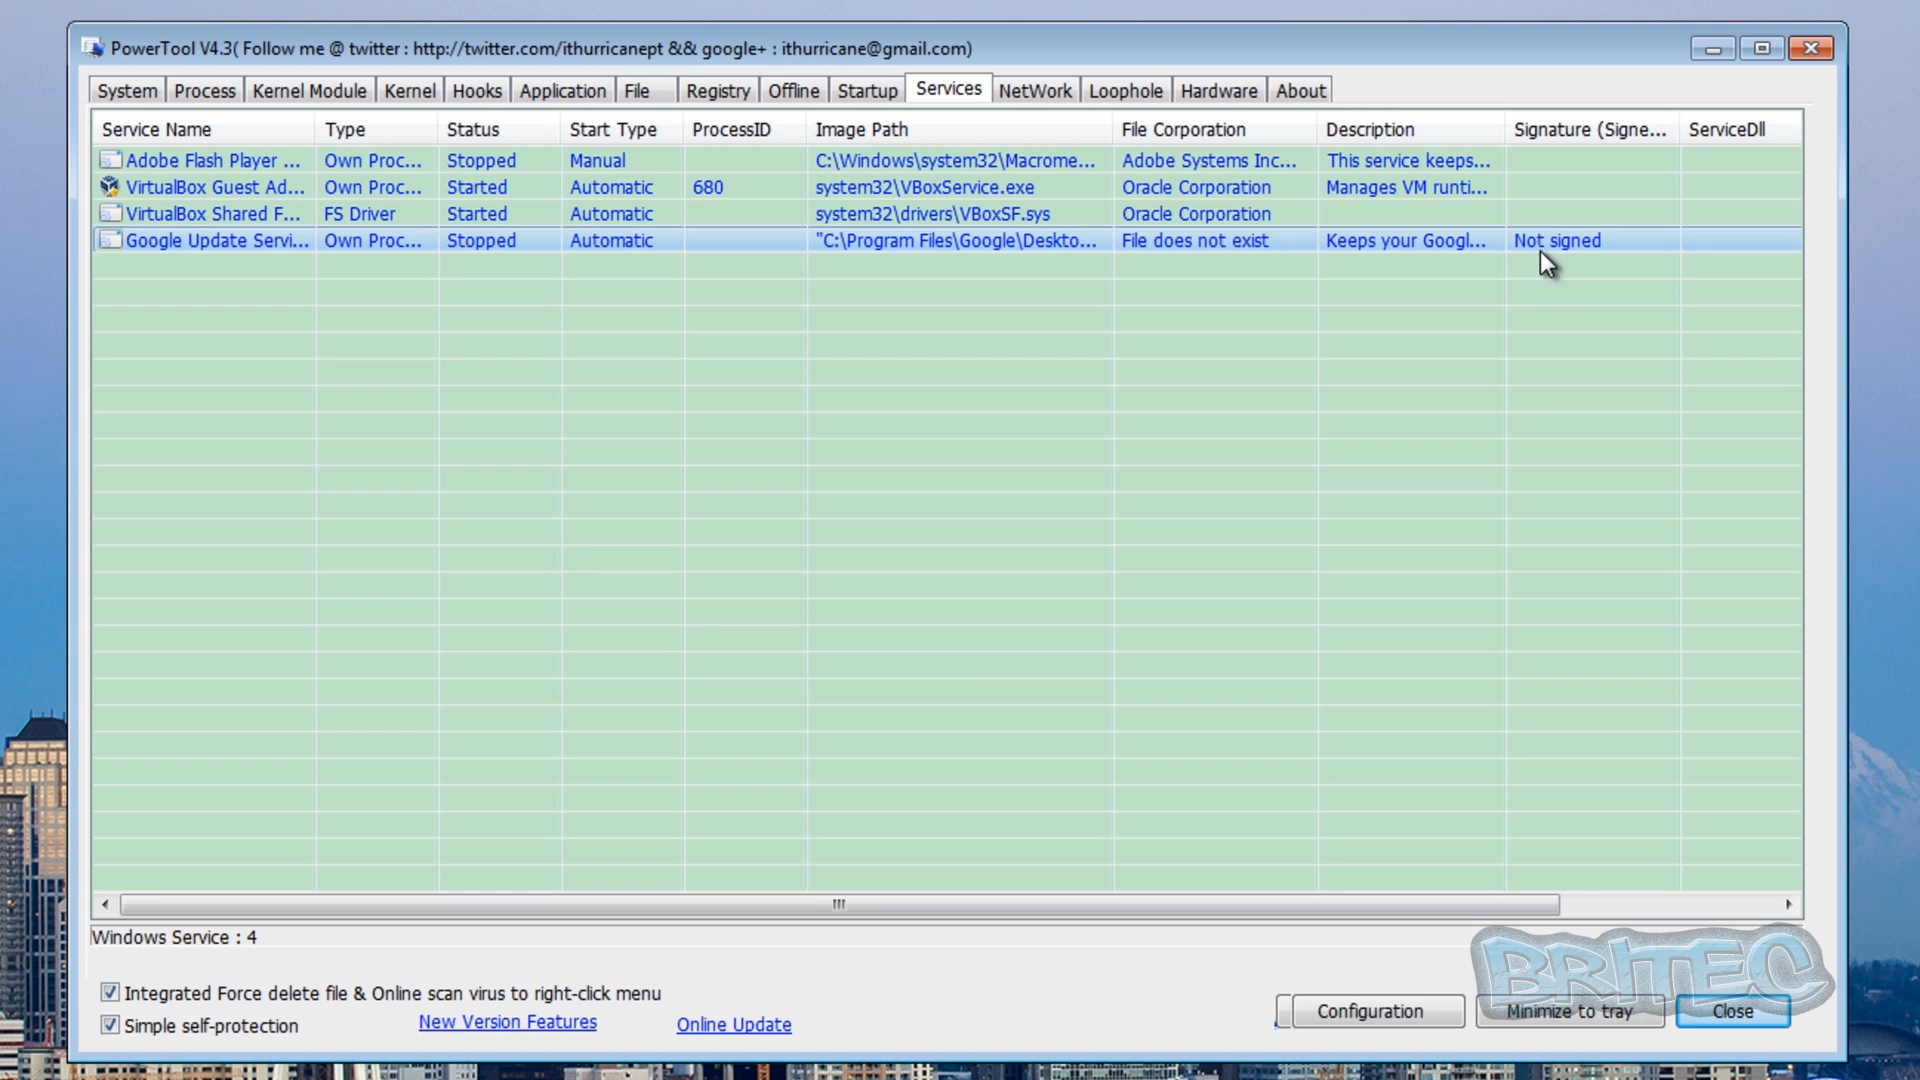 PowerTool V4.3( Follow me @ twitter : http://twitter.com/ithurricanept && google+ : ithurricane@gmail.com)
System Process Kernel Module Kernel Hooks Application File Registry Offline Startup Services NetWork Loophole Hardware About
Service Name Type Status Start Type ProcessID Image Path File Corporation Description Signature (Signe... ServiceDll
Adobe Flash Player ... Own Proc... Stopped Manual C:\Windows\system32\Macrome... Adobe Systems Inc... This service keeps...
VirtualBox Guest Ad... Own Proc... Started Automatic 680 system32\VBoxService.exe Oracle Corporation Manages VM runti...
VirtualBox Shared F... FS Driver Started Automatic system32\drivers\VBoxSF.sys Oracle Corporation
Google Update Servi... Own Proc... Stopped Automatic "C:\Program Files\Google\Deskto... File does not exist Keeps your Googl... Not signed
Windows Service : 4
BRITEC
Integrated Force delete file & Online scan virus to right-click menu
Simple self-protection New Version Features Online Update Configuration Minimize to tray Close